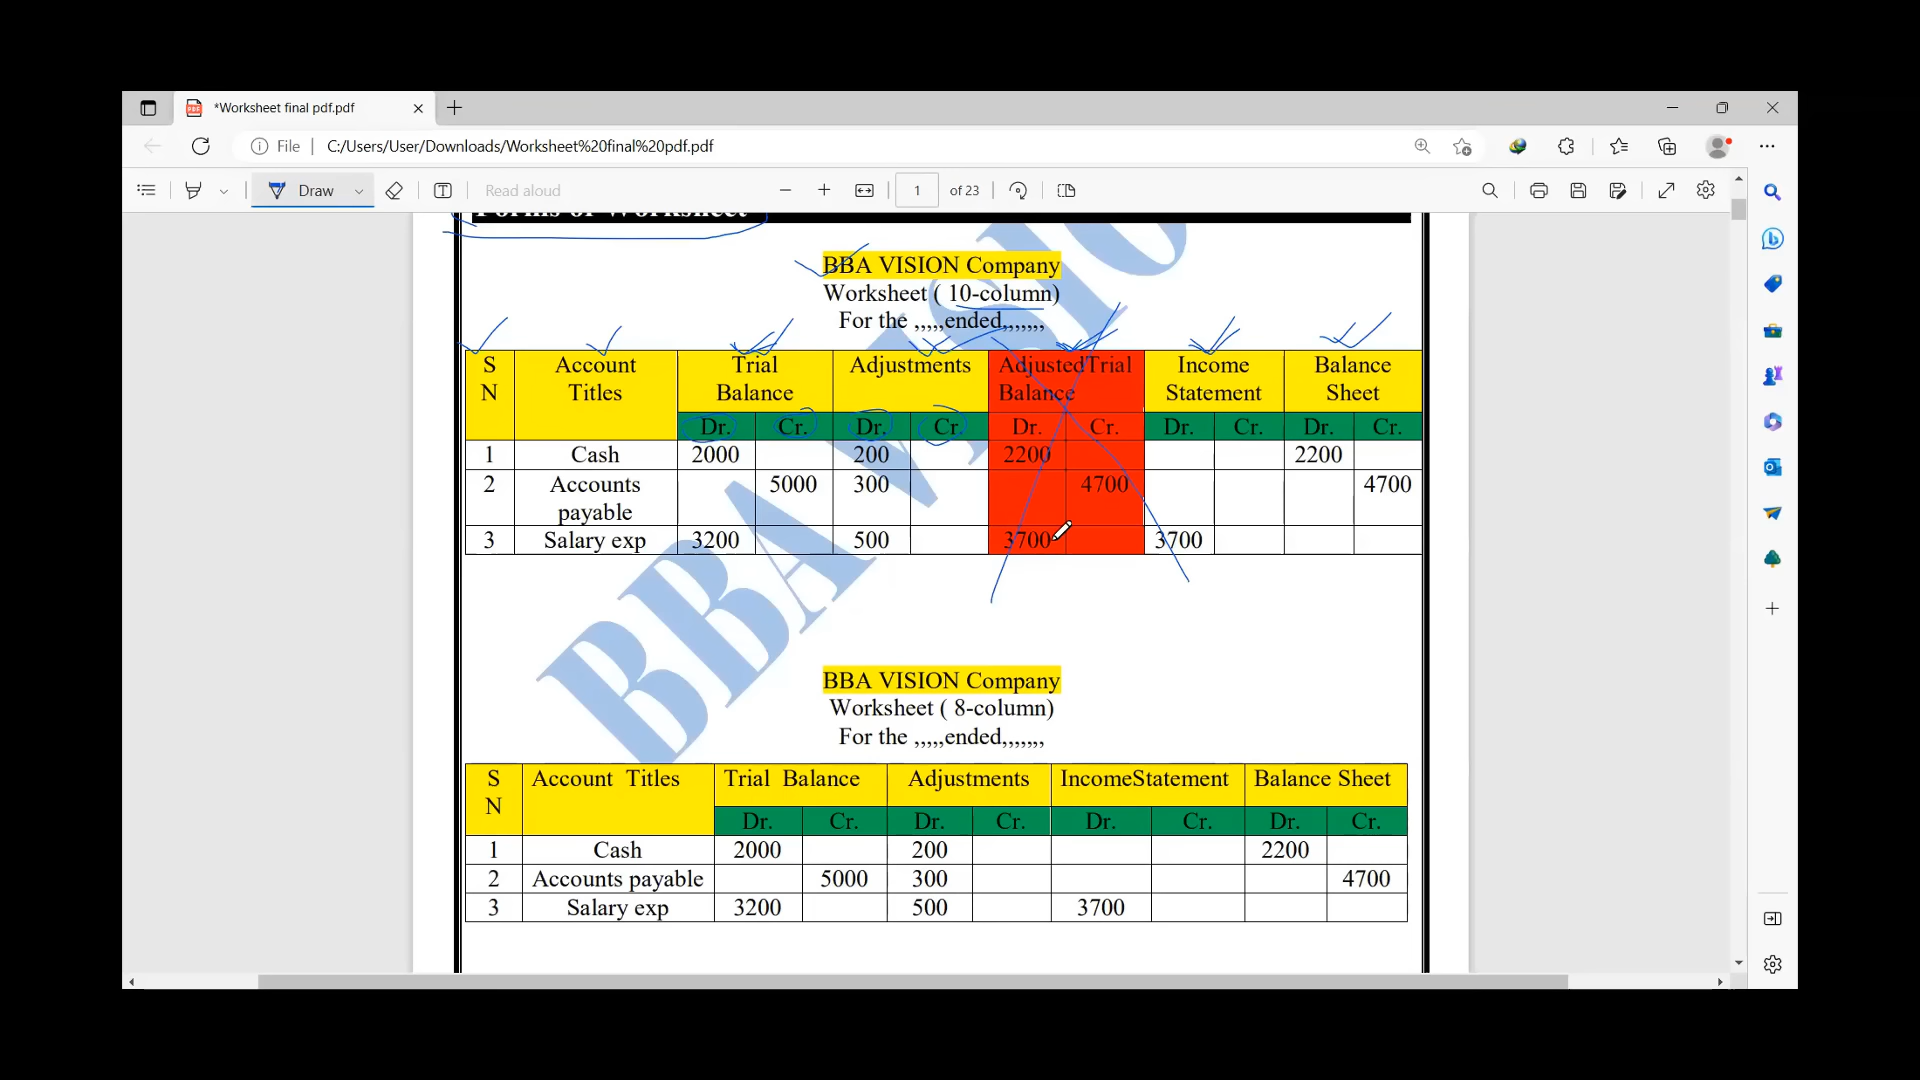 *Worksheet final pdf.pdf
File C:/Users/User/Downloads/Worksheet%20final%20pdf.pdf
Draw Read aloud 1 of 23
Forms of Worksheet
BBA VISION Company
Worksheet ( 10-column)
For the ,,,,,ended,,,,,,,
S N Account Titles Trial Balance Adjustments AdjustedTrial Balance Income Statement Balance Sheet
Dr. Cr. Dr. Cr. Dr. Cr. Dr. Cr. Dr. Cr.
1 Cash 2000 200 2200 2200
2 Accounts payable 5000 300 4700 4700
3 Salary exp 3200 500 3700 3700
BBA VISIO
BBA VISION Company
Worksheet ( 8-column)
For the ,,,,,ended,,,,,,,
S N Account Titles Trial Balance Adjustments IncomeStatement Balance Sheet
Dr. Cr. Dr. Cr. Dr. Cr. Dr. Cr.
1 Cash 2000 200 2200
2 Accounts payable 5000 300 4700
3 Salary exp 3200 500 3700